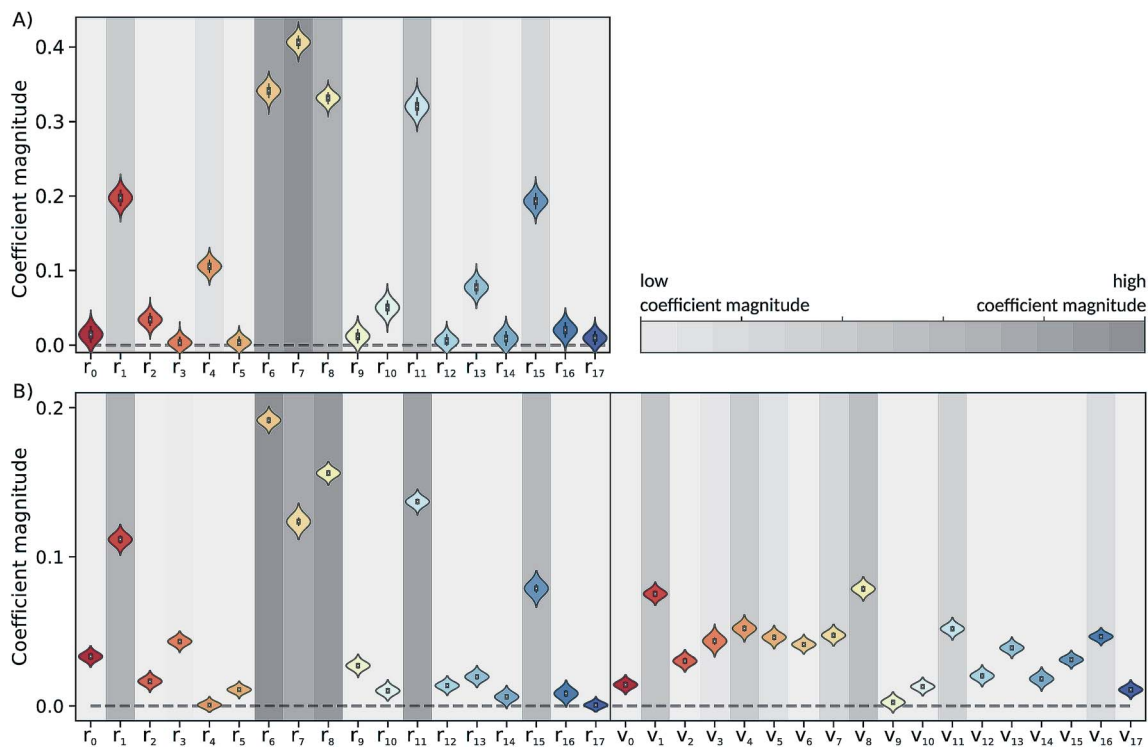 A)
Coefficient magnitude
0.4
0.3
0.2
0.1
0.0
r₀ r₁ r₂ r₃ r₄ r₅ r₆ r₇ r₈ r₉ r₁₀ r₁₁ r₁₂ r₁₃ r₁₄ r₁₅ r₁₆ r₁₇
low high
coefficient magnitude coefficient magnitude
B)
Coefficient magnitude
0.2
0.1
0.0
r₀ r₁ r₂ r₃ r₄ r₅ r₆ r₇ r₈ r₉ r₁₀ r₁₁ r₁₂ r₁₃ r₁₄ r₁₅ r₁₆ r₁₇ v₀ v₁ v₂ v₃ v₄ v₅ v₆ v₇ v₈ v₉ v₁₀ v₁₁ v₁₂ v₁₃ v₁₄ v₁₅ v₁₆ v₁₇